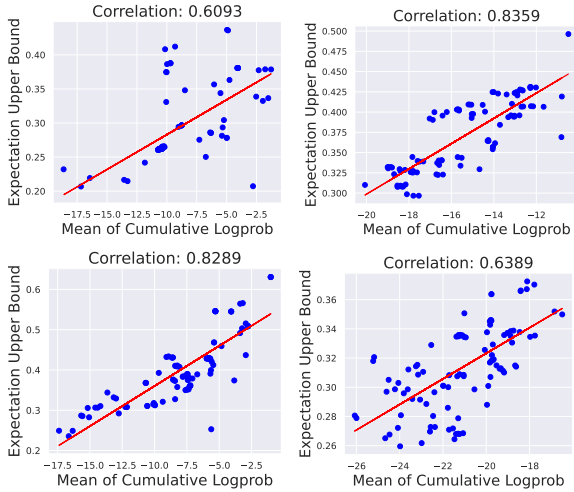 Correlation: 0.6093
Expectation Upper Bound
0.40
0.35
0.30
0.25
0.20
−17.5 −15.0 −12.5 −10.0 −7.5 −5.0 −2.5
Mean of Cumulative Logprob
Correlation: 0.8359
Expectation Upper Bound
0.500
0.475
0.450
0.425
0.400
0.375
0.350
0.325
0.300
−20 −18 −16 −14 −12
Mean of Cumulative Logprob
Correlation: 0.8289
Expectation Upper Bound
0.6
0.5
0.4
0.3
0.2
−17.5 −15.0 −12.5 −10.0 −7.5 −5.0 −2.5
Mean of Cumulative Logprob
Correlation: 0.6389
Expectation Upper Bound
0.36
0.34
0.32
0.30
0.28
0.26
−26 −24 −22 −20 −18
Mean of Cumulative Logprob